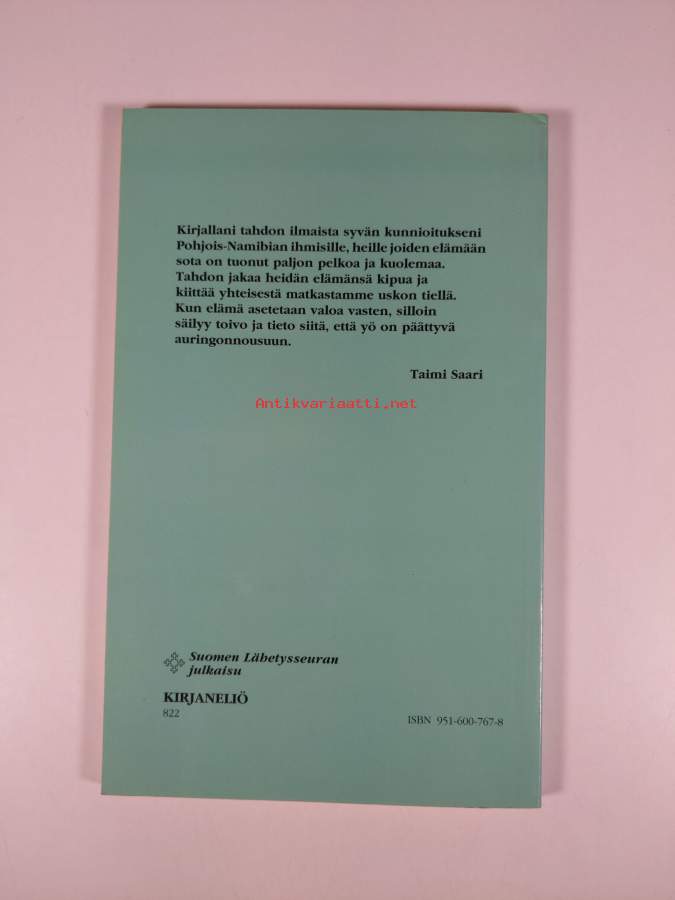 Kirjallani tahdon ilmaista syvän kunnioitukseni
Pohjois-Namibian ihmisille, heille joiden elämään
sota on tuonut paljon pelkoa ja kuolemaa.
Tahdon jakaa heidän elämänsä kipua ja
kiittää yhteisestä matkastamme uskon tiellä.
Kun elämä asetetaan valoa vasten, silloin
säilyy toivo ja tieto siitä, että yö on päättyvä
auringonnousuun.
Taimi Saari
Antikvariaatti.net
Suomen Lähetysseuran
julkaisu
KIRJANELIÖ
822
ISBN 951-600-767-8